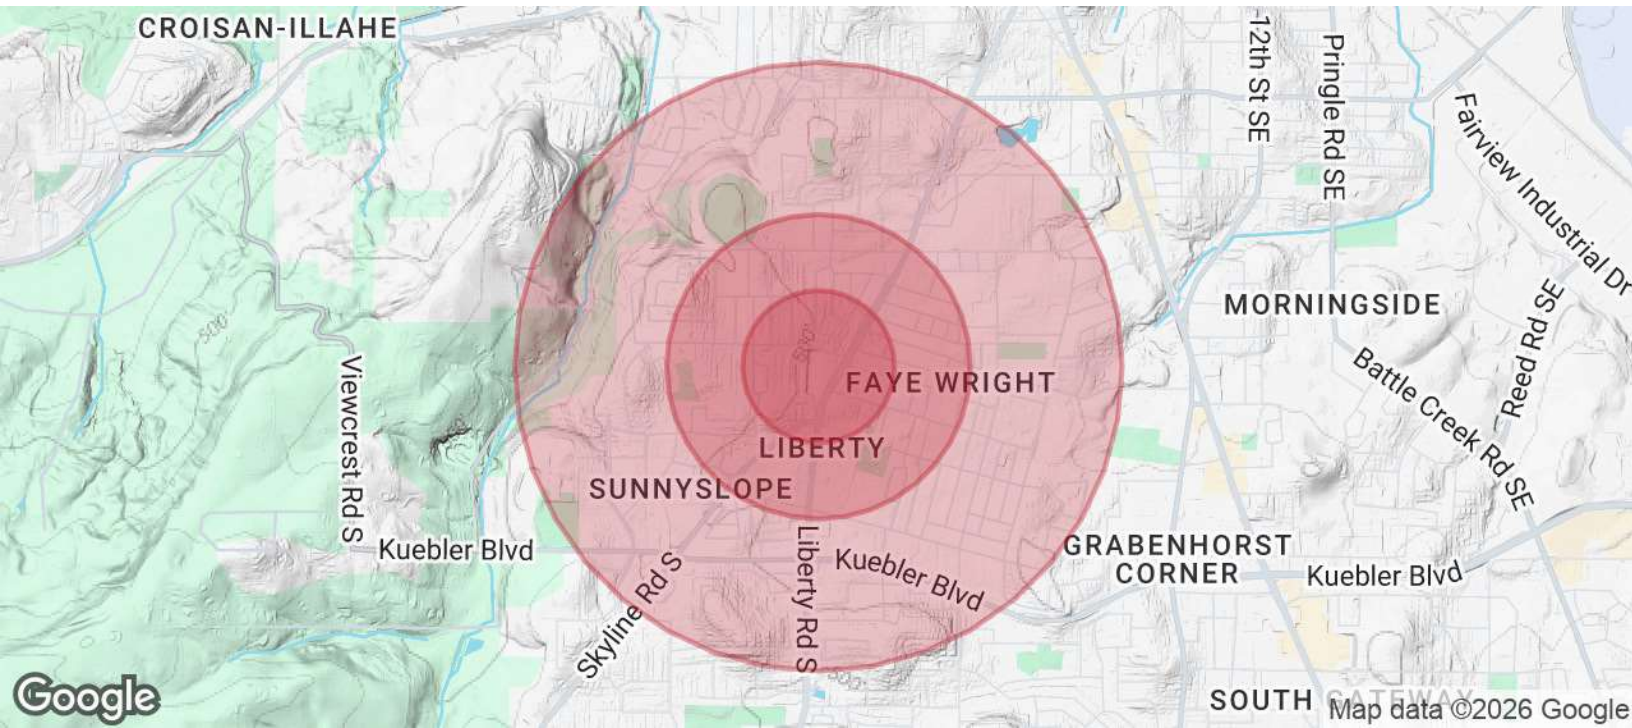 CROISAN-ILLAHE
12th St SE
Pringle Rd SE
Fairview Industrial Dr
MORNINGSIDE
Reed Rd SE
Battle Creek Rd SE
500
Viewcrest Rd S
FAYE WRIGHT
LIBERTY
SUNNYSLOPE
Kuebler Blvd
Skyline Rd S
Liberty Rd S
Kuebler Blvd
GRABENHORST
CORNER
Kuebler Blvd
SOUTH GATEWAY
Google
Map data ©2026 Google